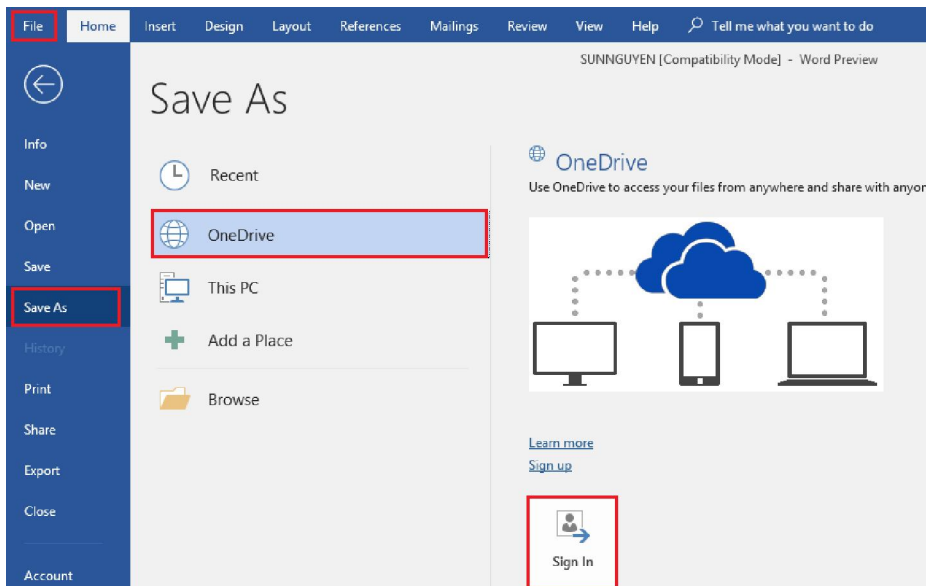 File Home Insert Design Layout References Mailings Review View Help Tell me what you want to do
SUNNGUYEN [Compatibility Mode] - Word Preview
Save As
Info
New
Open
Save
Save As
History
Print
Share
Export
Close
Account
Recent
OneDrive
This PC
Add a Place
Browse
OneDrive
Use OneDrive to access your files from anywhere and share with anyon
Learn more
Sign up
Sign In